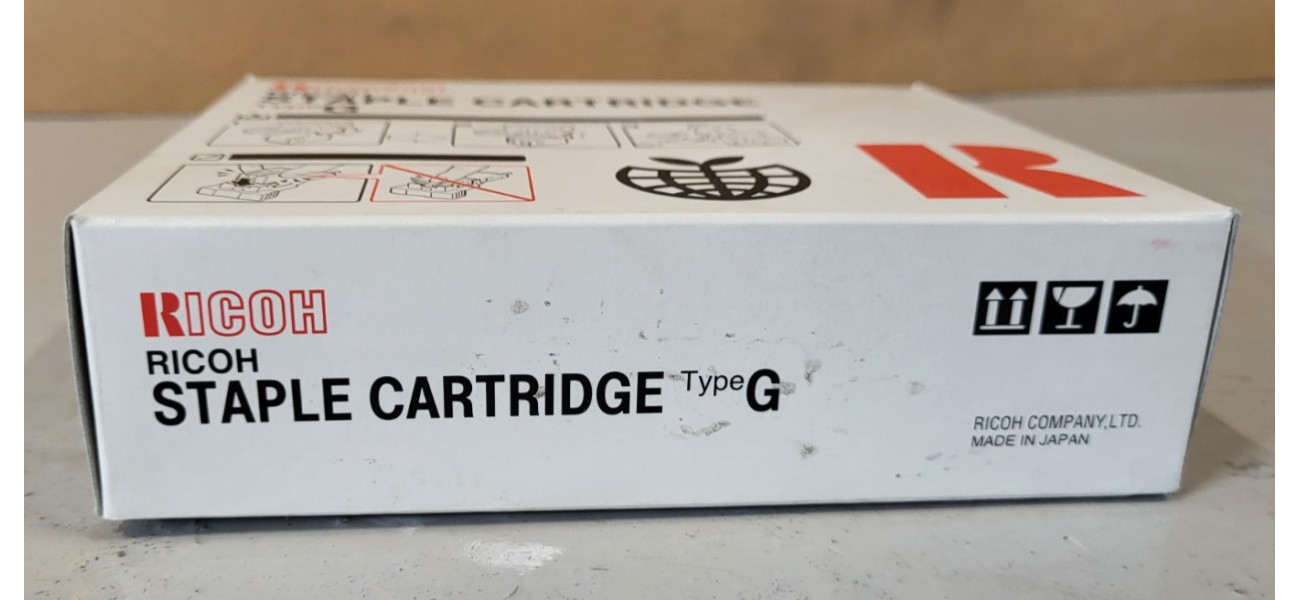 STAPLE CARTRIDGE
G
RICOH
RICOH
STAPLE CARTRIDGE Type G
RICOH COMPANY,LTD.
MADE IN JAPAN